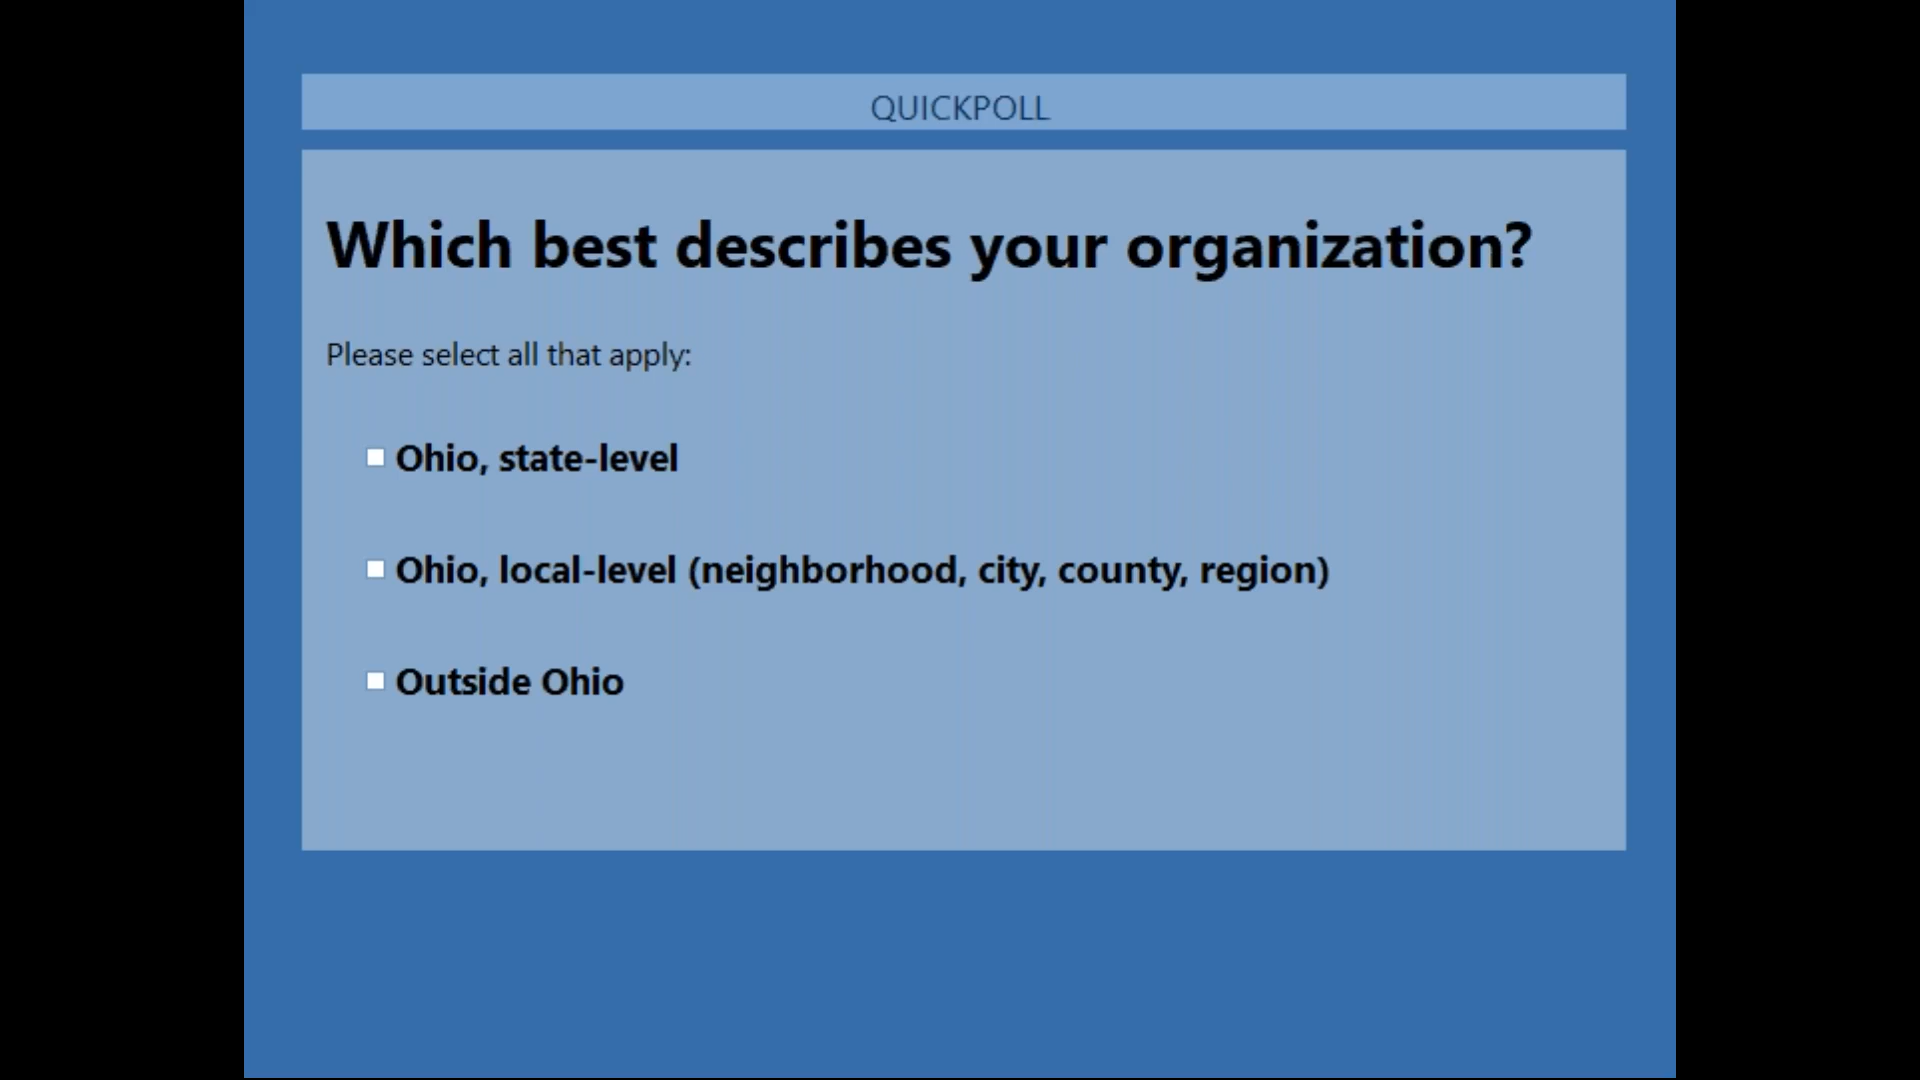 QUICKPOLL
Which best describes your organization?
Please select all that apply:
Ohio, state-level
Ohio, local-level (neighborhood, city, county, region)
Outside Ohio